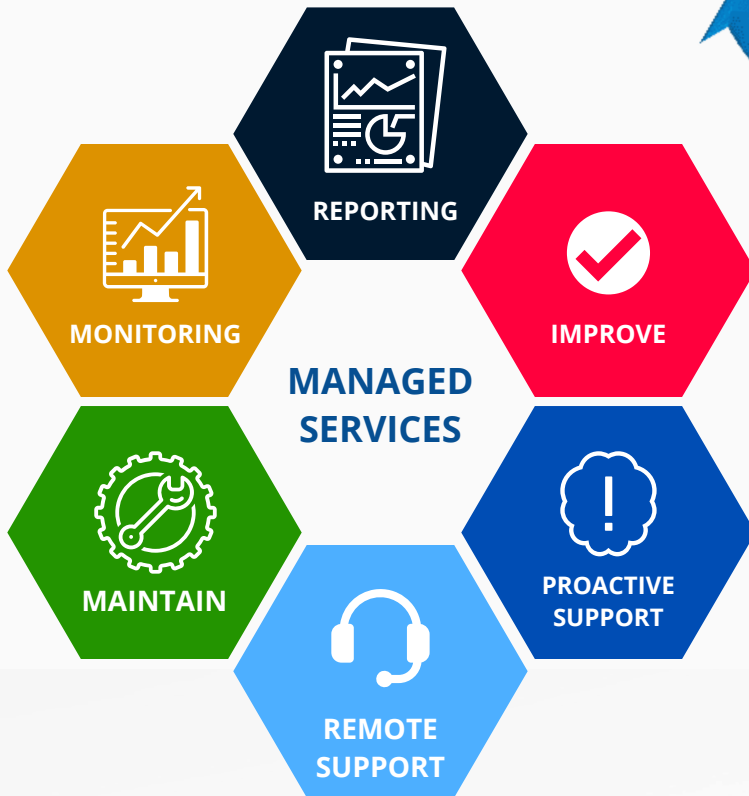 REPORTING
MONITORING
IMPROVE
MANAGED
SERVICES
MAINTAIN
PROACTIVE
SUPPORT
REMOTE
SUPPORT